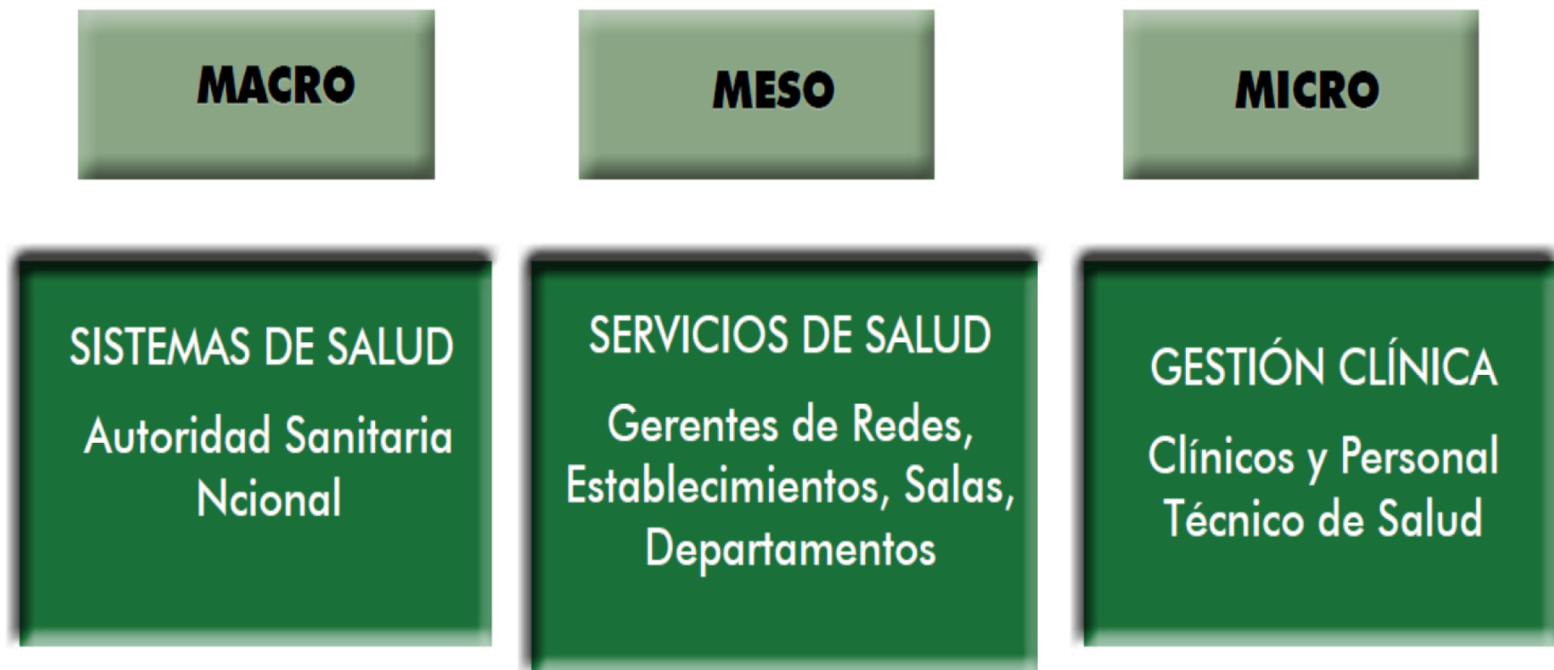 MACRO
MESO
MICRO
SISTEMAS DE SALUD
Autoridad Sanitaria
Ncional
SERVICIOS DE SALUD
Gerentes de Redes,
Establecimientos, Salas,
Departamentos
GESTIÓN CLÍNICA
Clínicos y Personal
Técnico de Salud